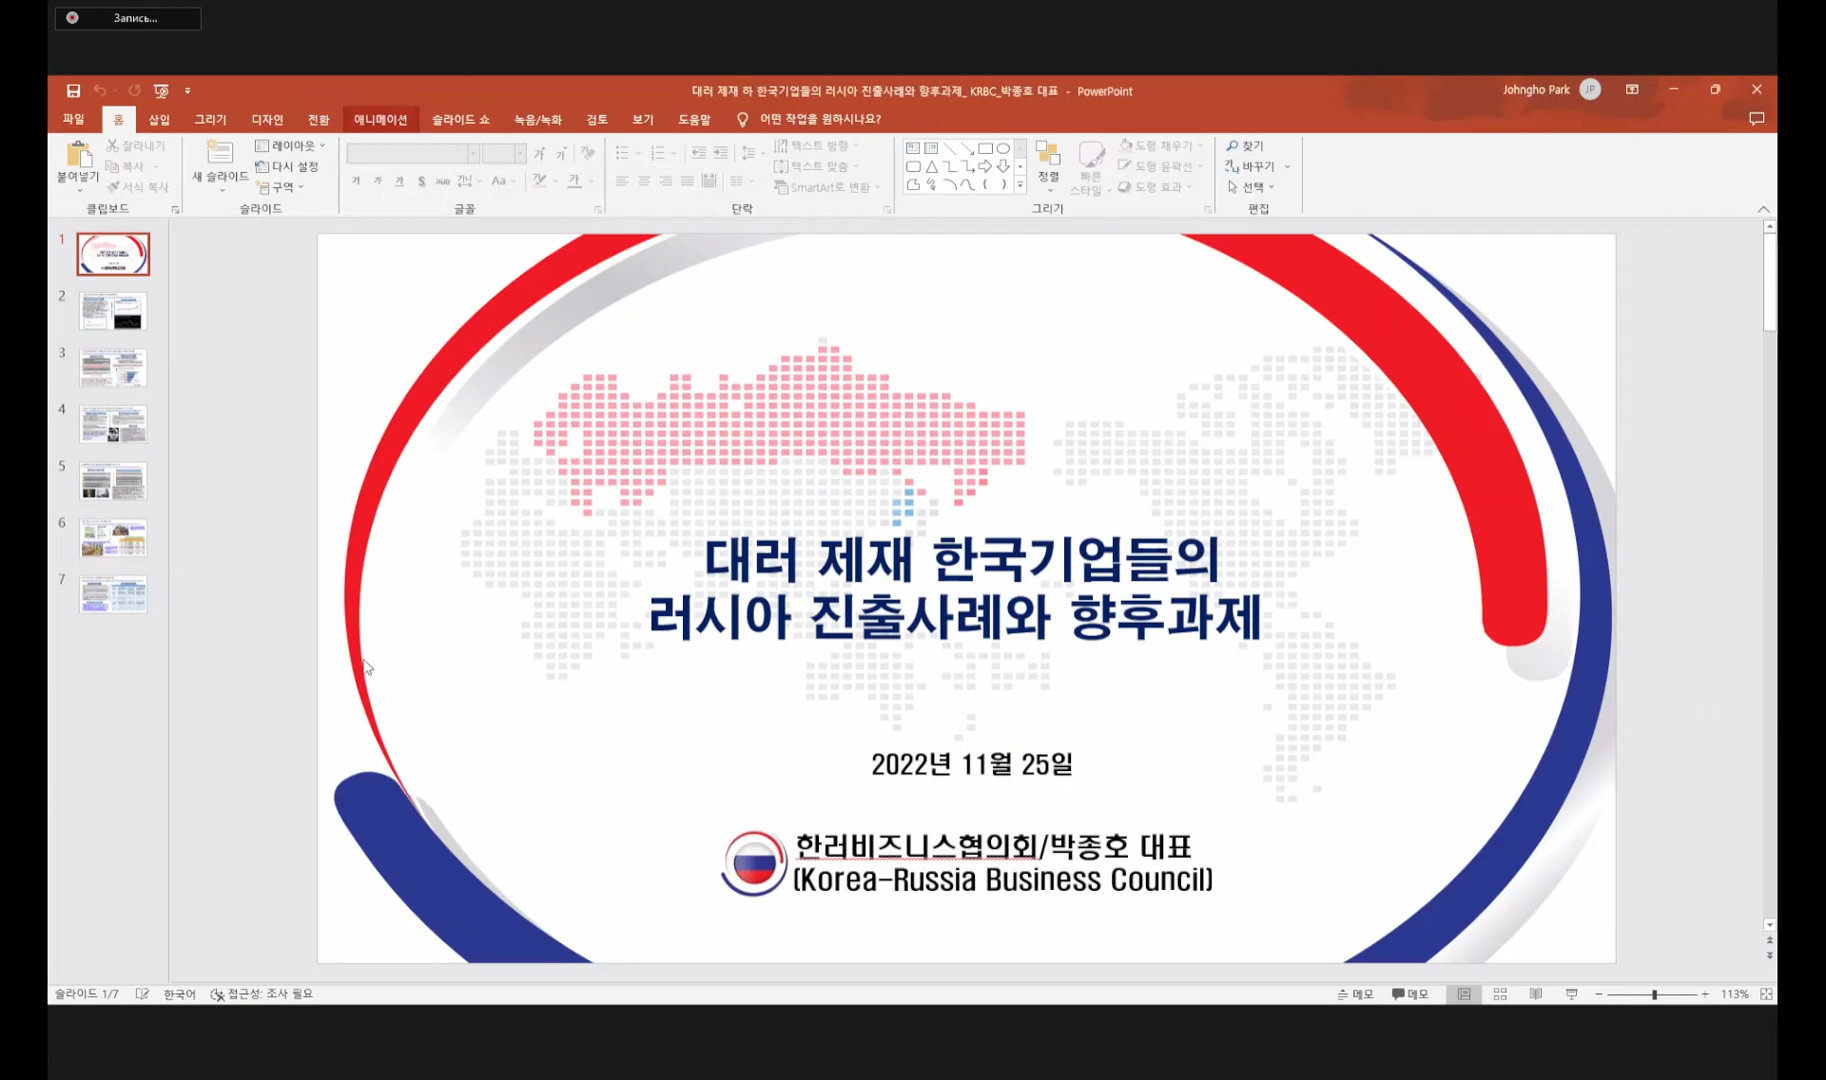 Запись...
대러 제재 하 한국기업들의 러시아 진출사례와 향후과제_ KRBC_박종호 대표 - PowerPoint
Johngho Park JP
파일 홈 삽입 그리기 디자인 전환 애니메이션 슬라이드 쇼 녹음/녹화 검토 보기 도움말 어떤 작업을 원하시나요?
붙여넣기
잘라내기
복사
서식 복사
클립보드
새 슬라이드
레이아웃
다시 설정
구역
슬라이드
가 가 가 S
Aa
가
글꼴
텍스트 방향
텍스트 맞춤
SmartArt로 변환
단락
정렬
빠른
스타일
도형 채우기
도형 윤곽선
도형 효과
그리기
찾기
바꾸기
선택
편집
1
2
3
4
5
6
7
대러 제재 한국기업들의
러시아 진출사례와 향후과제
2022년 11월 25일
한러비즈니스협의회/박종호 대표
(Korea-Russia Business Council)
슬라이드 1/7 한국어 접근성: 조사 필요 메모 메모 113%